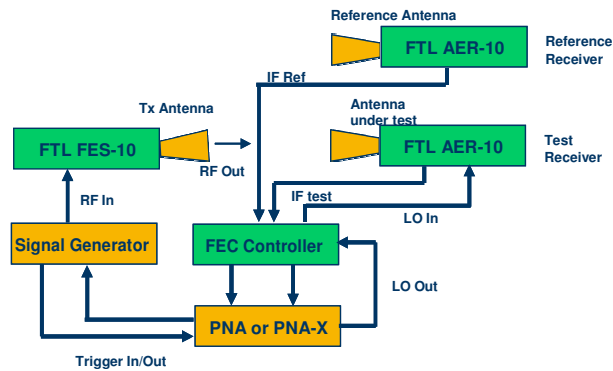 Reference Antenna
FTL AER-10
Reference
Receiver
IF Ref
Tx Antenna
Antenna
under test
FTL FES-10
FTL AER-10
Test
Receiver
RF Out
RF In
IF test
LO In
Signal Generator
FEC Controller
LO Out
PNA or PNA-X
Trigger In/Out